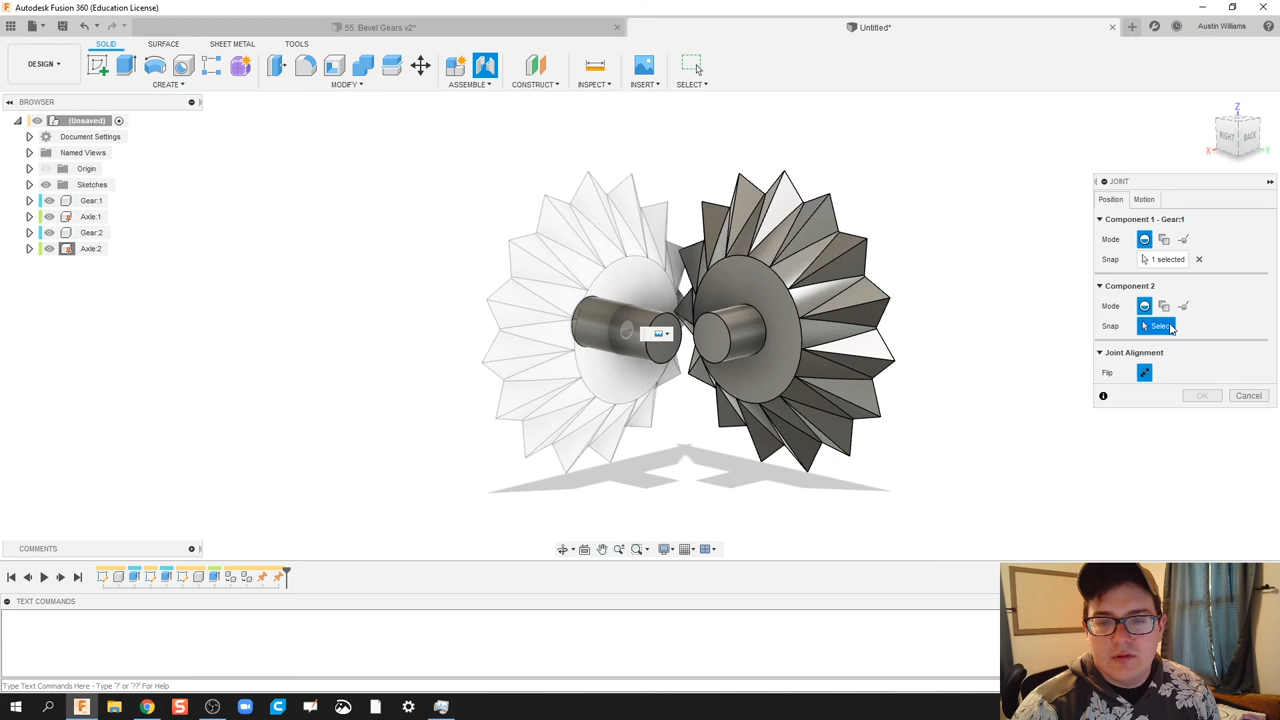 Autodesk Fusion 360 (Education License)
55. Bevel Gears v2*
Untitled*
Austin Williams
DESIGN
SOLID SURFACE SHEET METAL TOOLS
CREATE MODIFY ASSEMBLE CONSTRUCT INSPECT INSERT SELECT
BROWSER
(Unsaved)
Document Settings
Named Views
Origin
Sketches
Gear:1
Axle:1
Gear:2
Axle:2
Z
RIGHT BACK
X Y
JOINT
Position Motion
Component 1 - Gear:1
Mode
Snap 1 selected
Component 2
Mode
Snap Select
Joint Alignment
Flip
OK Cancel
COMMENTS
TEXT COMMANDS
Type Text Commands Here - Type '?' or '??' For Help